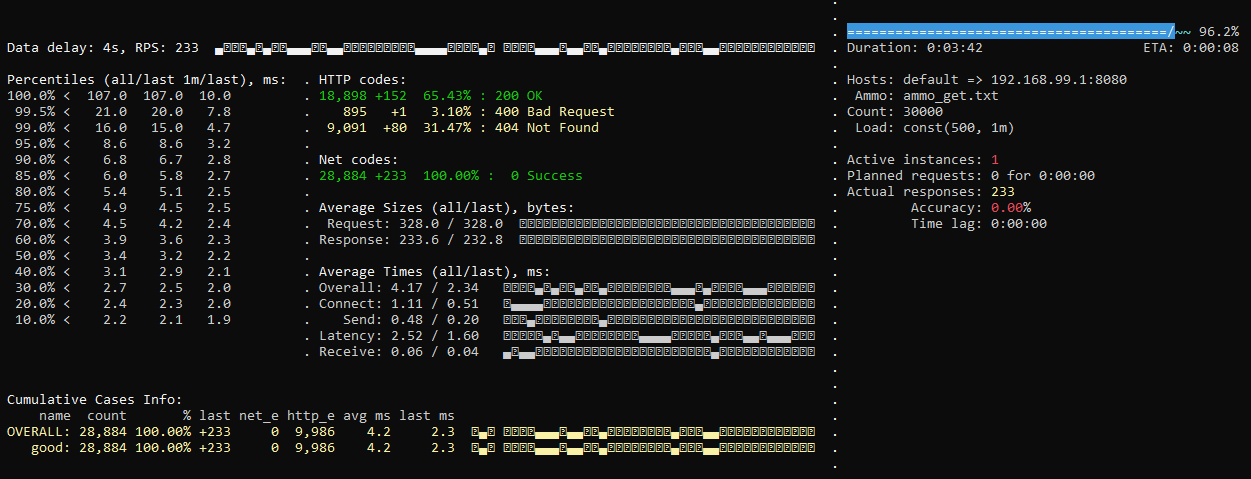 Data delay: 4s, RPS: 233
Percentiles (all/last 1m/last), ms:
100.0% < 107.0 107.0 10.0
99.5% < 21.0 20.0 7.8
99.0% < 16.0 15.0 4.7
95.0% < 8.6 8.6 3.2
90.0% < 6.8 6.7 2.8
85.0% < 6.0 5.8 2.7
80.0% < 5.4 5.1 2.5
75.0% < 4.9 4.5 2.5
70.0% < 4.5 4.2 2.4
60.0% < 3.9 3.6 2.3
50.0% < 3.4 3.2 2.2
40.0% < 3.1 2.9 2.1
30.0% < 2.7 2.5 2.0
20.0% < 2.4 2.3 2.0
10.0% < 2.2 2.1 1.9
HTTP codes:
18,898 +152 65.43% : 200 OK
895 +1 3.10% : 400 Bad Request
9,091 +80 31.47% : 404 Not Found
Net codes:
28,884 +233 100.00% : 0 Success
Average Sizes (all/last), bytes:
Request: 328.0 / 328.0
Response: 233.6 / 232.8
Average Times (all/last), ms:
Overall: 4.17 / 2.34
Connect: 1.11 / 0.51
Send: 0.48 / 0.20
Latency: 2.52 / 1.60
Receive: 0.06 / 0.04
Cumulative Cases Info:
name count % last net_e http_e avg ms last ms
OVERALL: 28,884 100.00% +233 0 9,986 4.2 2.3
good: 28,884 100.00% +233 0 9,986 4.2 2.3
========================================/~~ 96.2%
Duration: 0:03:42 ETA: 0:00:08
Hosts: default => 192.168.99.1:8080
Ammo: ammo_get.txt
Count: 30000
Load: const(500, 1m)
Active instances: 1
Planned requests: 0 for 0:00:00
Actual responses: 233
Accuracy: 0.00%
Time lag: 0:00:00